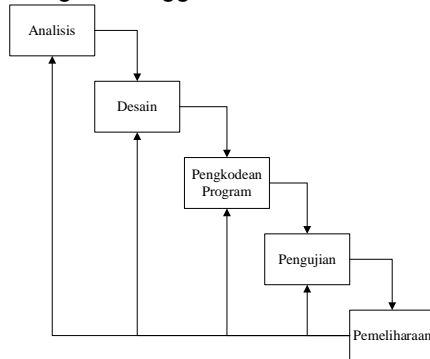 Analisis
Desain
Pengkodean
Program
Pengujian
Pemeliharaan